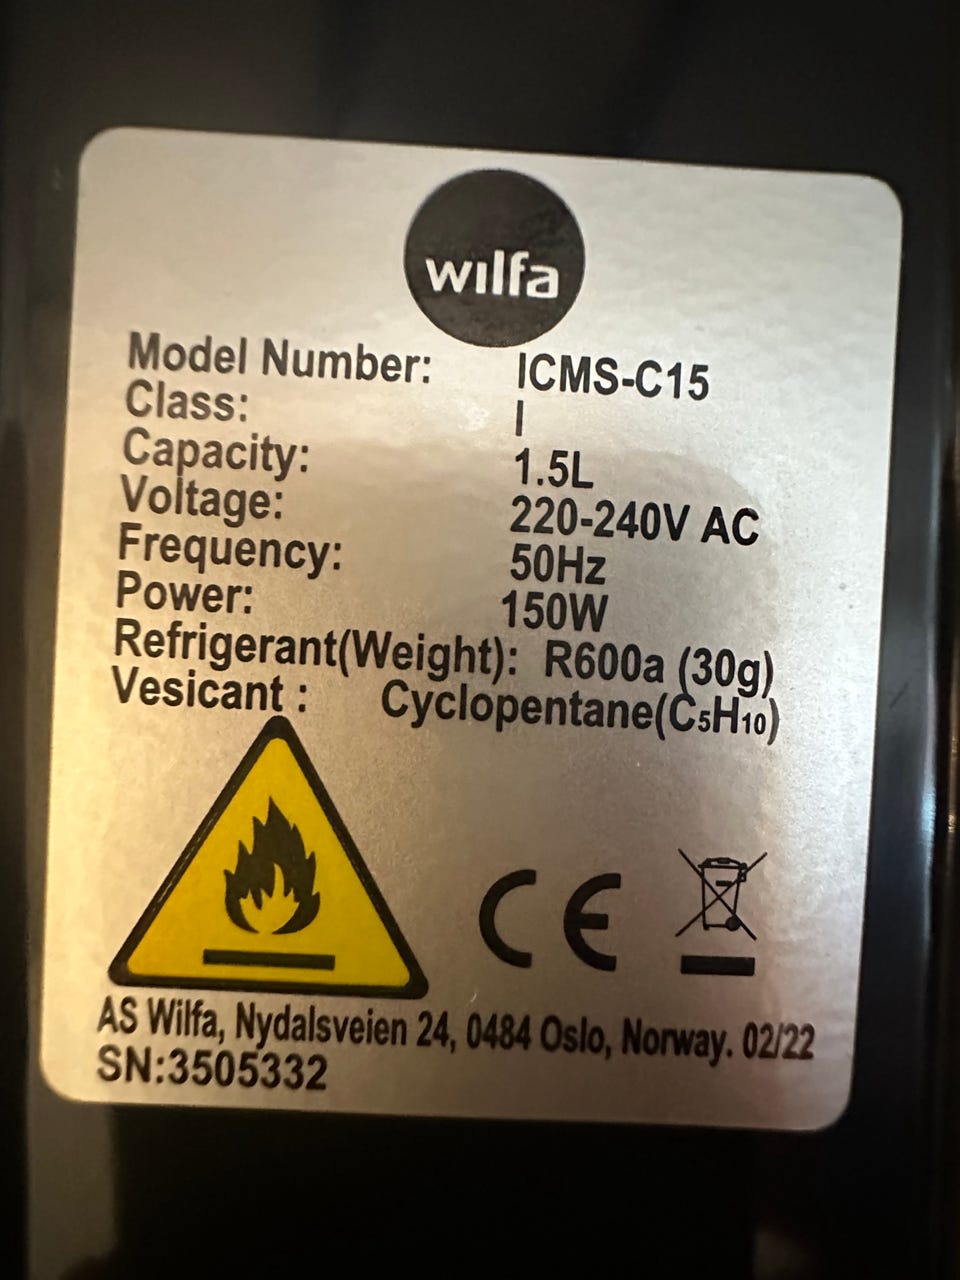 wilfa
Model Number: ICMS-C15
Class: I
Capacity: 1.5L
Voltage: 220-240V AC
Frequency: 50Hz
Power: 150W
Refrigerant(Weight): R600a (30g)
Vesicant : Cyclopentane(C₅H₁₀)
CE
AS Wilfa, Nydalsveien 24, 0484 Oslo, Norway. 02/22
SN:3505332